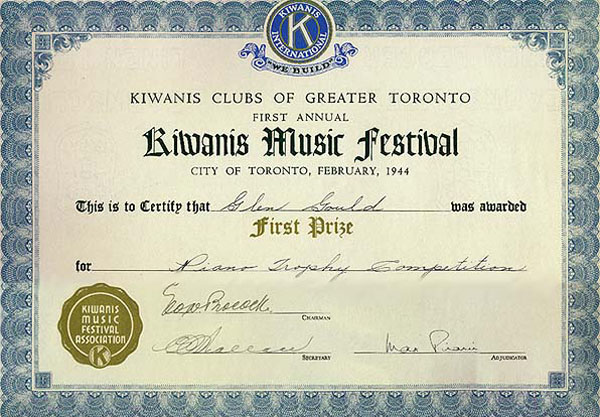 KIWANIS
K
INTERNATIONAL
"WE BUILD"
KIWANIS CLUBS OF GREATER TORONTO
FIRST ANNUAL
Kiwanis Music Festival
CITY OF TORONTO, FEBRUARY, 1944
This is to Certify that Glen Gould was awarded
First Prize
for Piano Trophy Competition
CHAIRMAN
KIWANIS
MUSIC
FESTIVAL
ASSOCIATION
K
Max Pirani
SECRETARY ADJUDICATOR